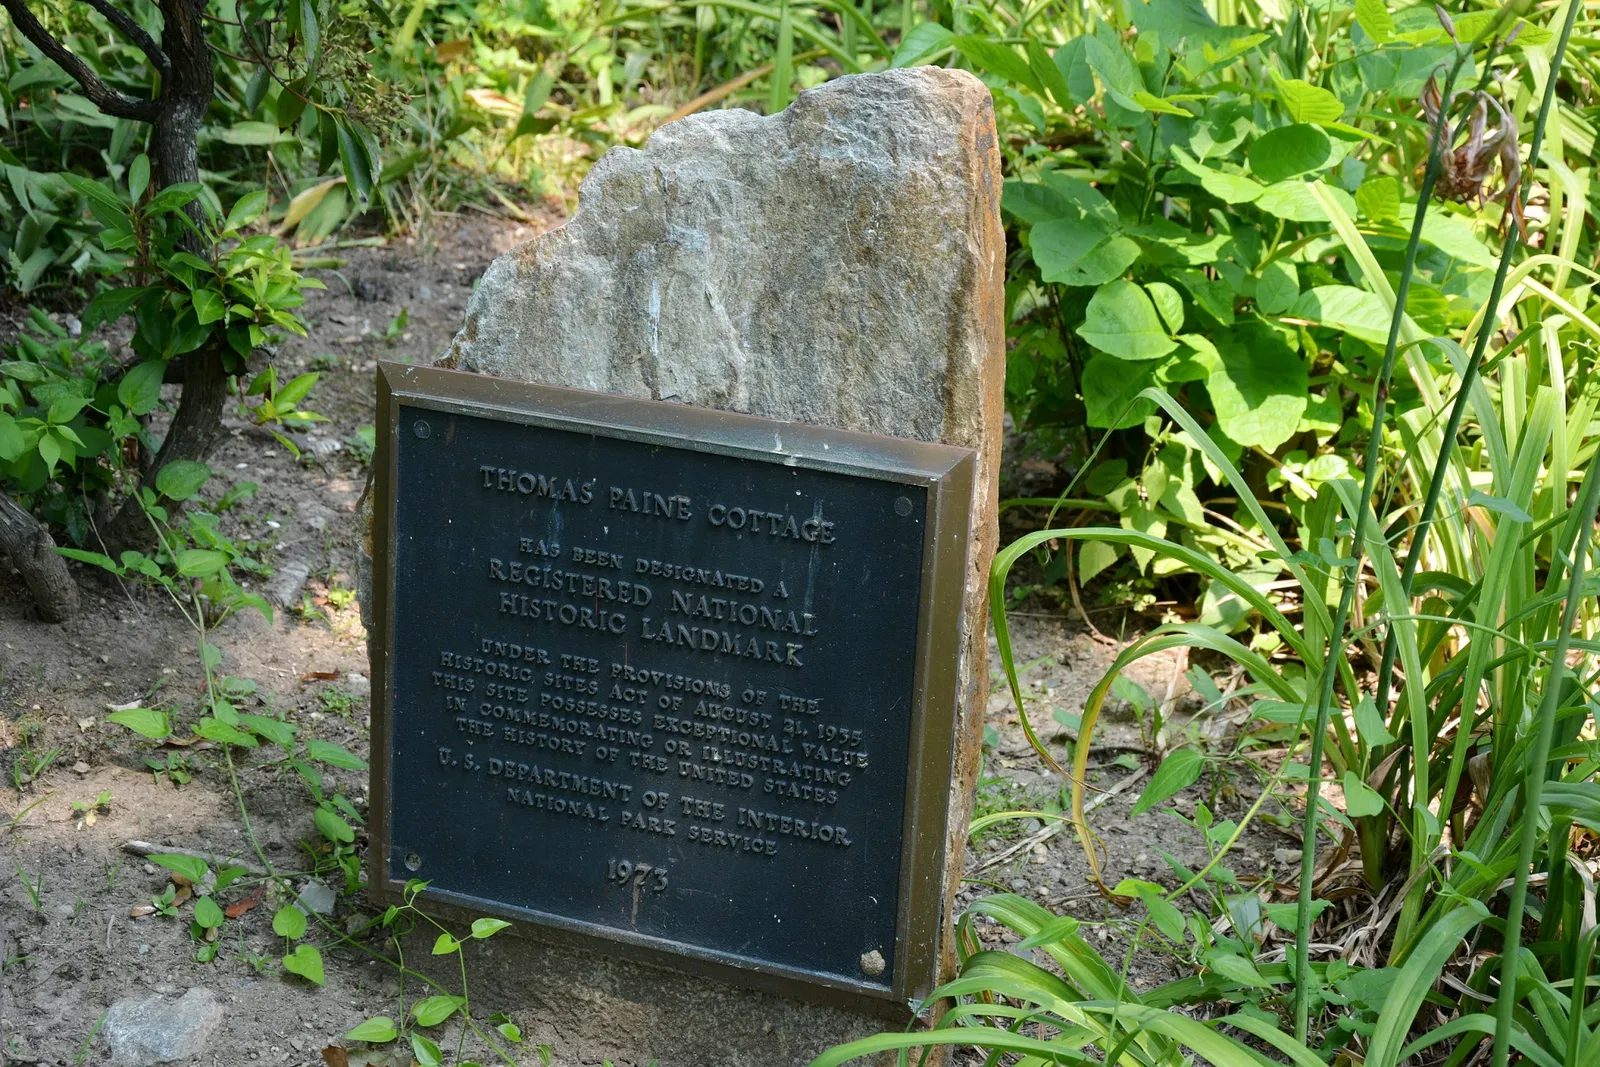 THOMAS PAINE COTTAGE
HAS BEEN DESIGNATED A
REGISTERED NATIONAL
HISTORIC LANDMARK
UNDER THE PROVISIONS OF THE
HISTORIC SITES ACT OF AUGUST 21, 1935
THIS SITE POSSESSES EXCEPTIONAL VALUE
IN COMMEMORATING OR ILLUSTRATING
THE HISTORY OF THE UNITED STATES
U. S. DEPARTMENT OF THE INTERIOR
NATIONAL PARK SERVICE
1973